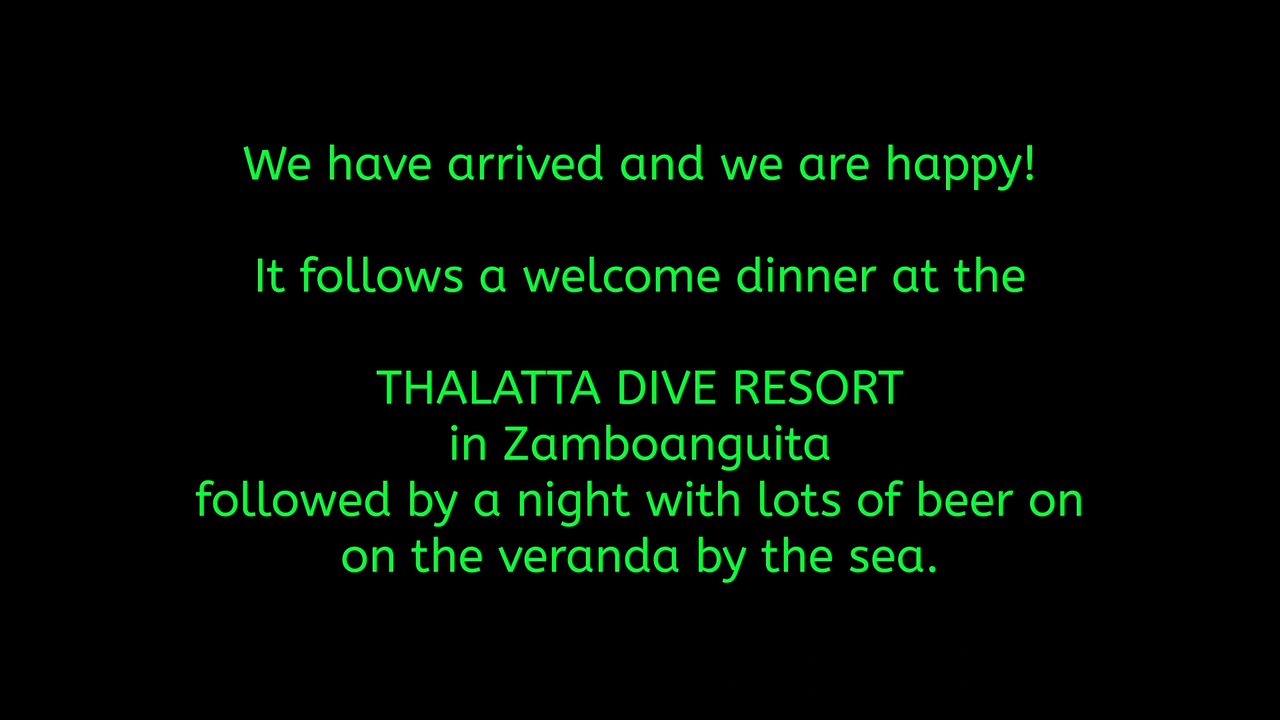 We have arrived and we are happy!
It follows a welcome dinner at the
THALATTA DIVE RESORT
in Zamboanguita
followed by a night with lots of beer on
on the veranda by the sea.